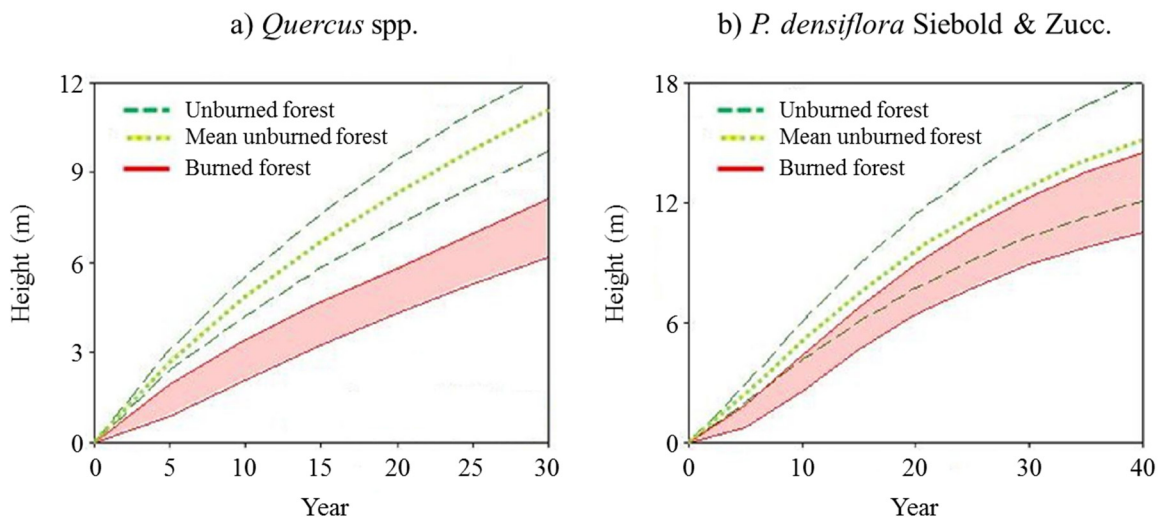 a) Quercus spp.
12
9
6
3
0
Height (m)
Unburned forest
Mean unburned forest
Burned forest
0 5 10 15 20 25 30
Year
b) P. densiflora Siebold & Zucc.
18
12
6
0
Height (m)
Unburned forest
Mean unburned forest
Burned forest
0 10 20 30 40
Year